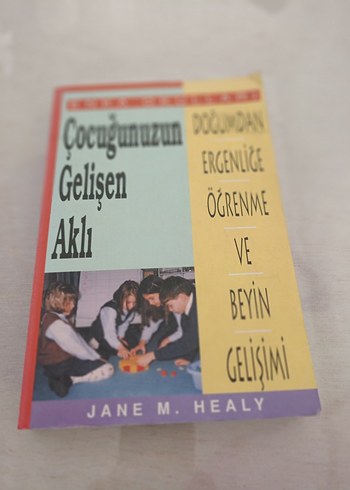 Çocuğunuzun
Gelişen
Aklı
DOĞUMDAN
ERGENLİĞE
ÖĞRENME
VE
BEYİN
GELİŞİMİ
JANE M. HEALY